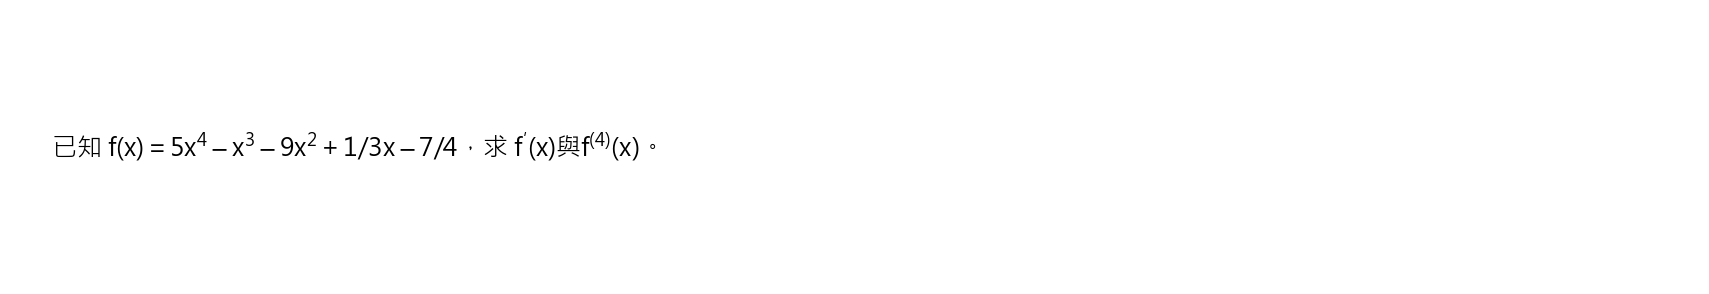 已知 f(x) = 5x⁴ – x³ – 9x² + 1/3x – 7/4，求 f′(x)與f⁽⁴⁾(x)。